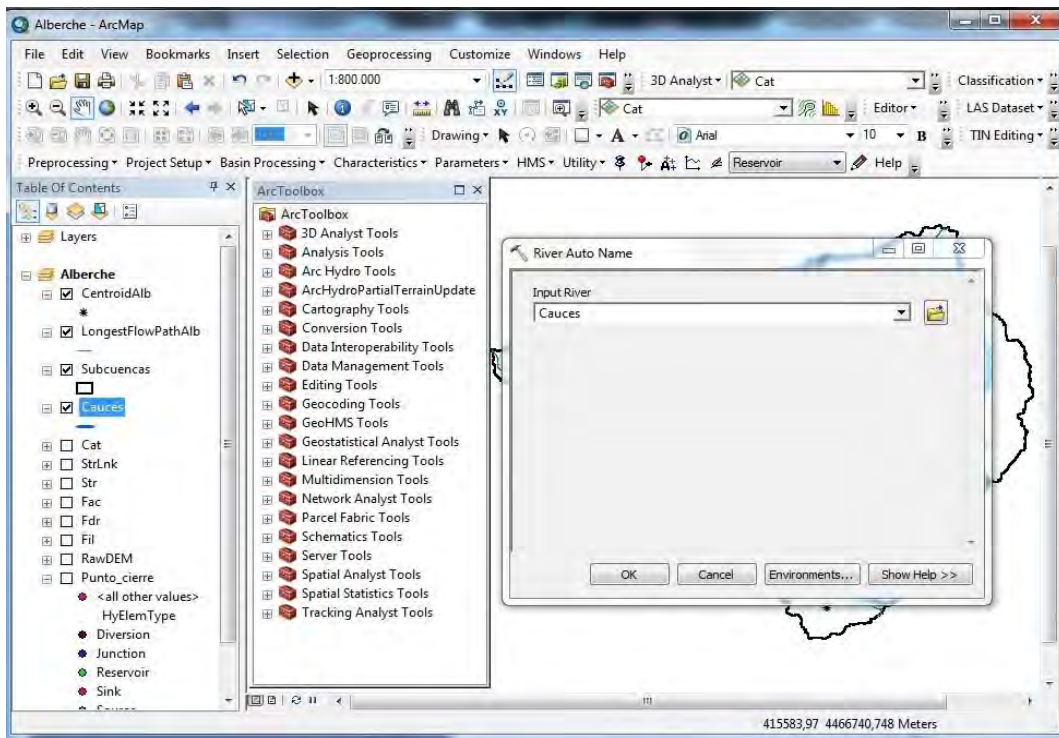 Alberche - ArcMap
File Edit View Bookmarks Insert Selection Geoprocessing Customize Windows Help
1:800.000 3D Analyst Cat Classification
Cat Editor LAS Dataset
Drawing A Arial 10 B TIN Editing
Preprocessing Project Setup Basin Processing Characteristics Parameters HMS Utility Reservoir Help
Table Of Contents
Layers
Alberche
CentroidAlb
LongestFlowPathAlb
Subcuencas
Cauces
Cat
StrLnk
Str
Fac
Fdr
Fil
RawDEM
Punto_cierre
<all other values>
HyElemType
Diversion
Junction
Reservoir
Sink
ArcToolbox
ArcToolbox
3D Analyst Tools
Analysis Tools
Arc Hydro Tools
ArcHydroPartialTerrainUpdate
Cartography Tools
Conversion Tools
Data Interoperability Tools
Data Management Tools
Editing Tools
Geocoding Tools
GeoHMS Tools
Geostatistical Analyst Tools
Linear Referencing Tools
Multidimension Tools
Network Analyst Tools
Parcel Fabric Tools
Schematics Tools
Server Tools
Spatial Analyst Tools
Spatial Statistics Tools
Tracking Analyst Tools
River Auto Name
Input River
Cauces
OK Cancel Environments... Show Help >>
415583,97 4466740,748 Meters